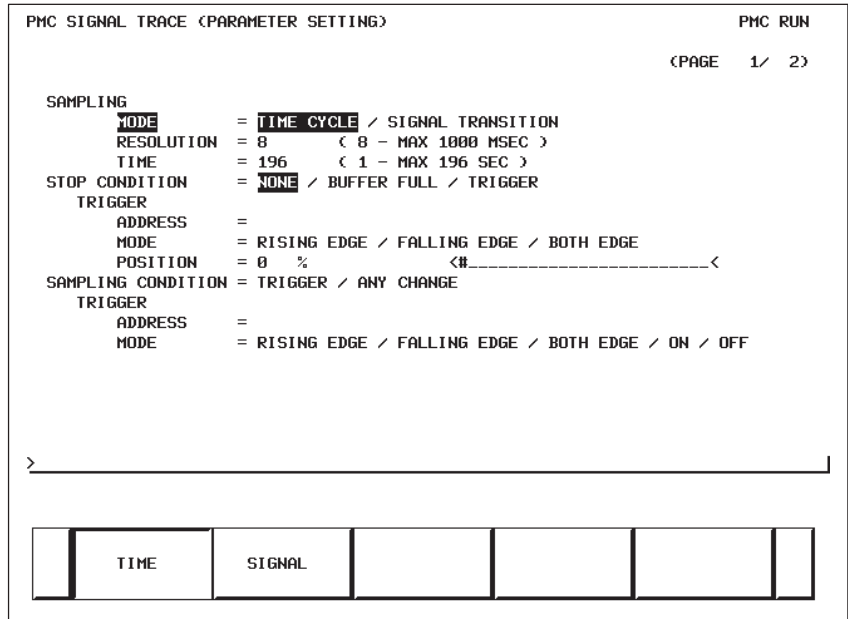 PMC SIGNAL TRACE (PARAMETER SETTING) PMC RUN
(PAGE 1/ 2)
SAMPLING
MODE = TIME CYCLE / SIGNAL TRANSITION
RESOLUTION = 8 ( 8 - MAX 1000 MSEC )
TIME = 196 ( 1 - MAX 196 SEC )
STOP CONDITION = NONE / BUFFER FULL / TRIGGER
TRIGGER
ADDRESS =
MODE = RISING EDGE / FALLING EDGE / BOTH EDGE
POSITION = 0 % <#________________________<
SAMPLING CONDITION = TRIGGER / ANY CHANGE
TRIGGER
ADDRESS =
MODE = RISING EDGE / FALLING EDGE / BOTH EDGE / ON / OFF
>
TIME SIGNAL